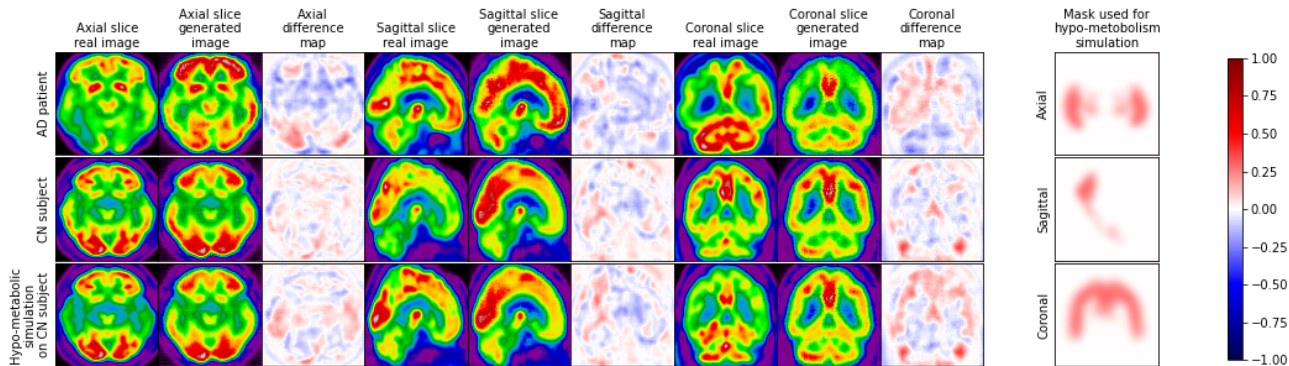 Axial slice
real image
Axial slice
generated
image
Axial
difference
map
Sagittal slice
real image
Sagittal slice
generated
image
Sagittal
difference
map
Coronal slice
real image
Coronal slice
generated
image
Coronal
difference
map
Mask used for
hypo-metabolism
simulation
AD patient
CN subject
Hypo-metabolic
simulation
on CN subject
Axial
Sagittal
Coronal
1.00
0.75
0.50
0.25
0.00
−0.25
−0.50
−0.75
−1.00